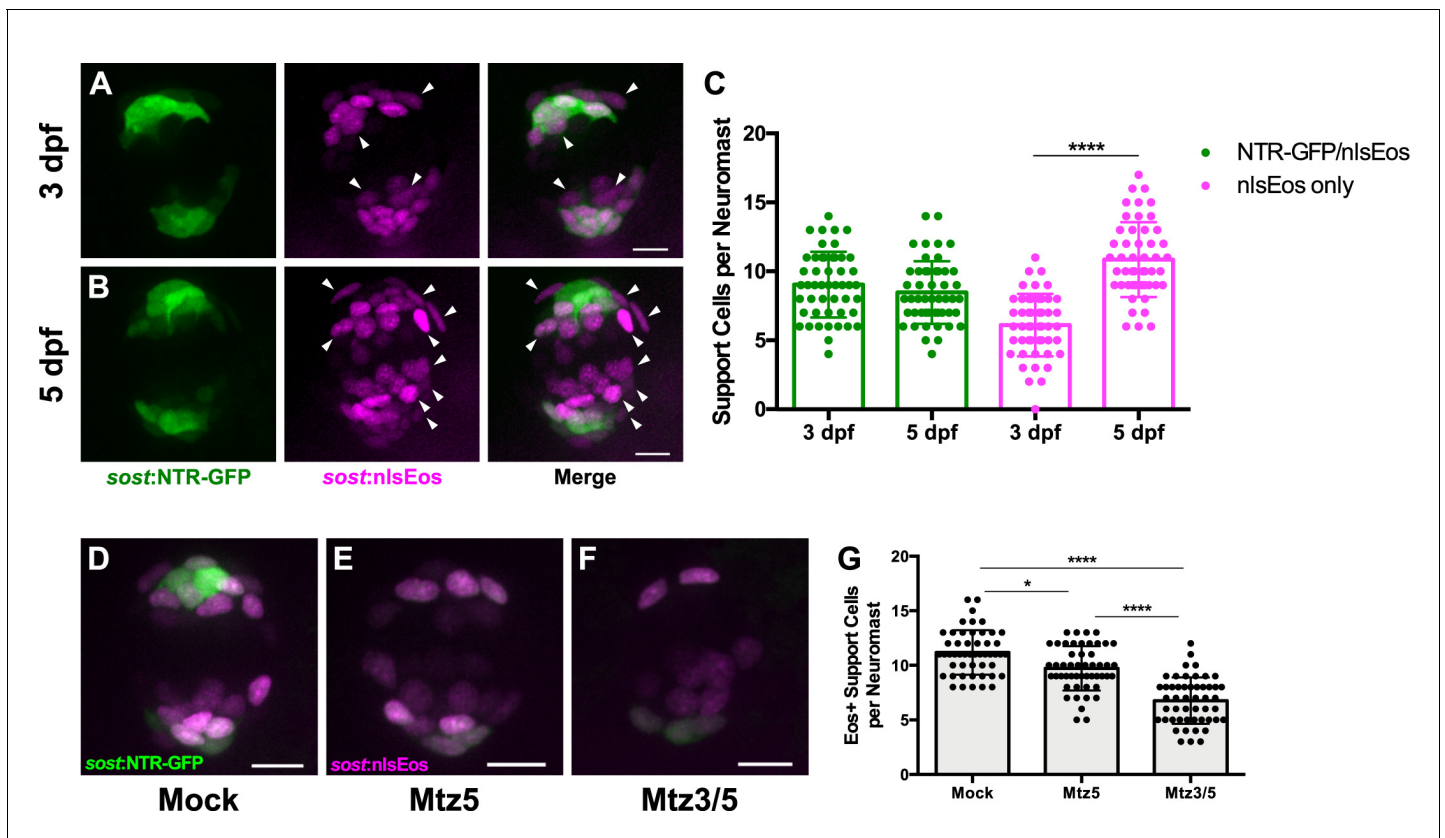 A
3 dpf
B
5 dpf
sost:NTR-GFP
sost:nlsEos
Merge
C
Support Cells per Neuromast
20
15
10
5
0
3 dpf
5 dpf
3 dpf
5 dpf
****
NTR-GFP/nlsEos
nlsEos only
D
sost:NTR-GFP
Mock
E
sost:nlsEos
Mtz5
F
Mtz3/5
G
Eos+ Support Cells
per Neuromast
20
15
10
5
0
****
*
****
Mock
Mtz5
Mtz3/5